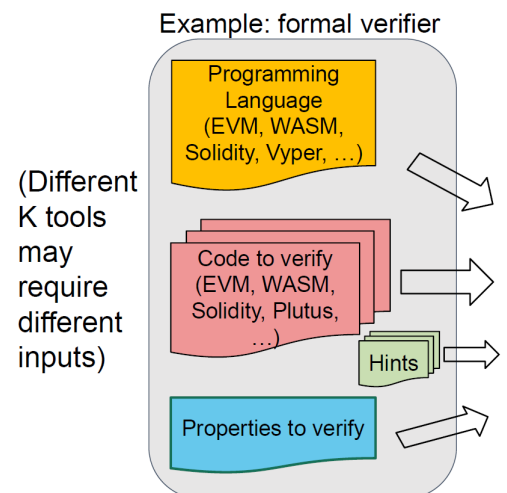 Example: formal verifier
Programming
Language
(EVM, WASM,
Solidity, Vyper, …)
(Different
K tools
may
require
different
inputs)
Code to verify
(EVM, WASM,
Solidity, Plutus,
…)
Hints
Properties to verify